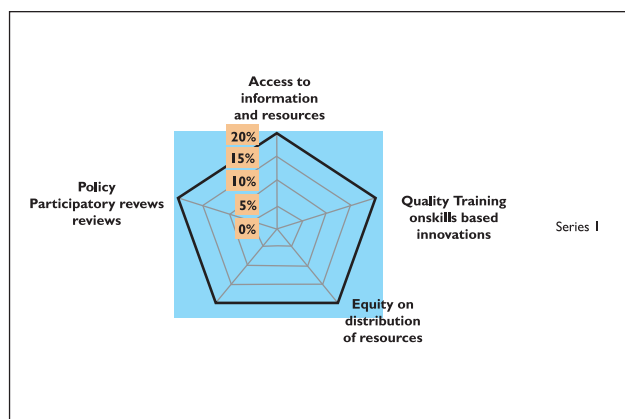 Access to
information
and resources
20%
15%
10%
5%
0%
Policy
Participatory revews
reviews
Quality Training
onskills based
innovations
Series 1
Equity on
distribution
of resources